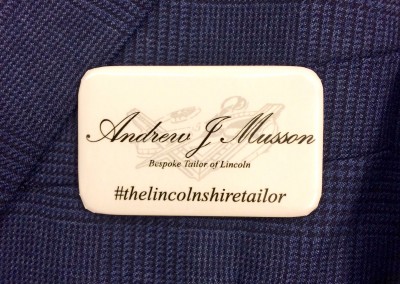 Andrew J Musson
Bespoke Tailor of Lincoln
#thelincolnshiretailor